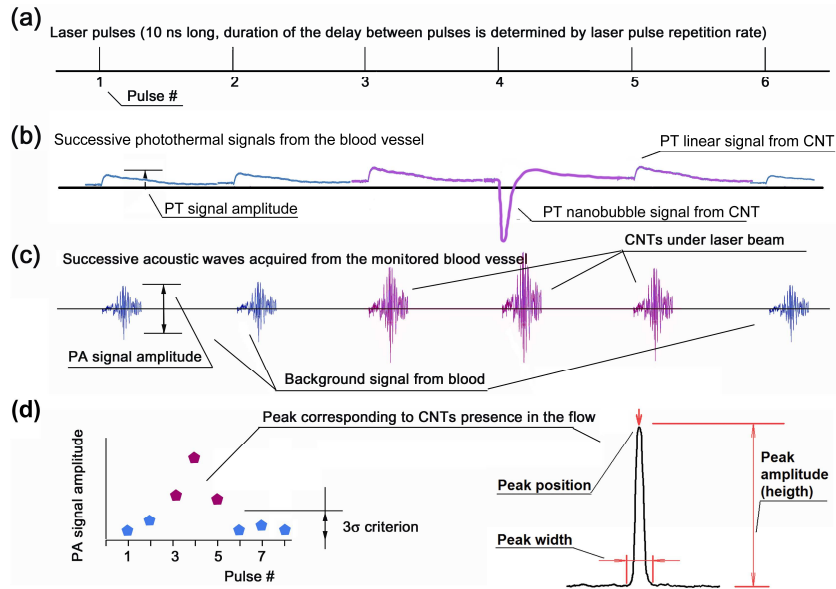 (a)
Laser pulses (10 ns long, duration of the delay between pulses is determined by laser pulse repetition rate)
1 2 3 4 5 6
Pulse #
(b)
Successive photothermal signals from the blood vessel
PT linear signal from CNT
PT signal amplitude
PT nanobubble signal from CNT
(c)
Successive acoustic waves acquired from the monitored blood vessel
CNTs under laser beam
PA signal amplitude
Background signal from blood
(d)
Peak corresponding to CNTs presence in the flow
PA signal amplitude
3σ criterion
1 3 5 7
Pulse #
Peak position
Peak width
Peak
amplitude
(heigth)